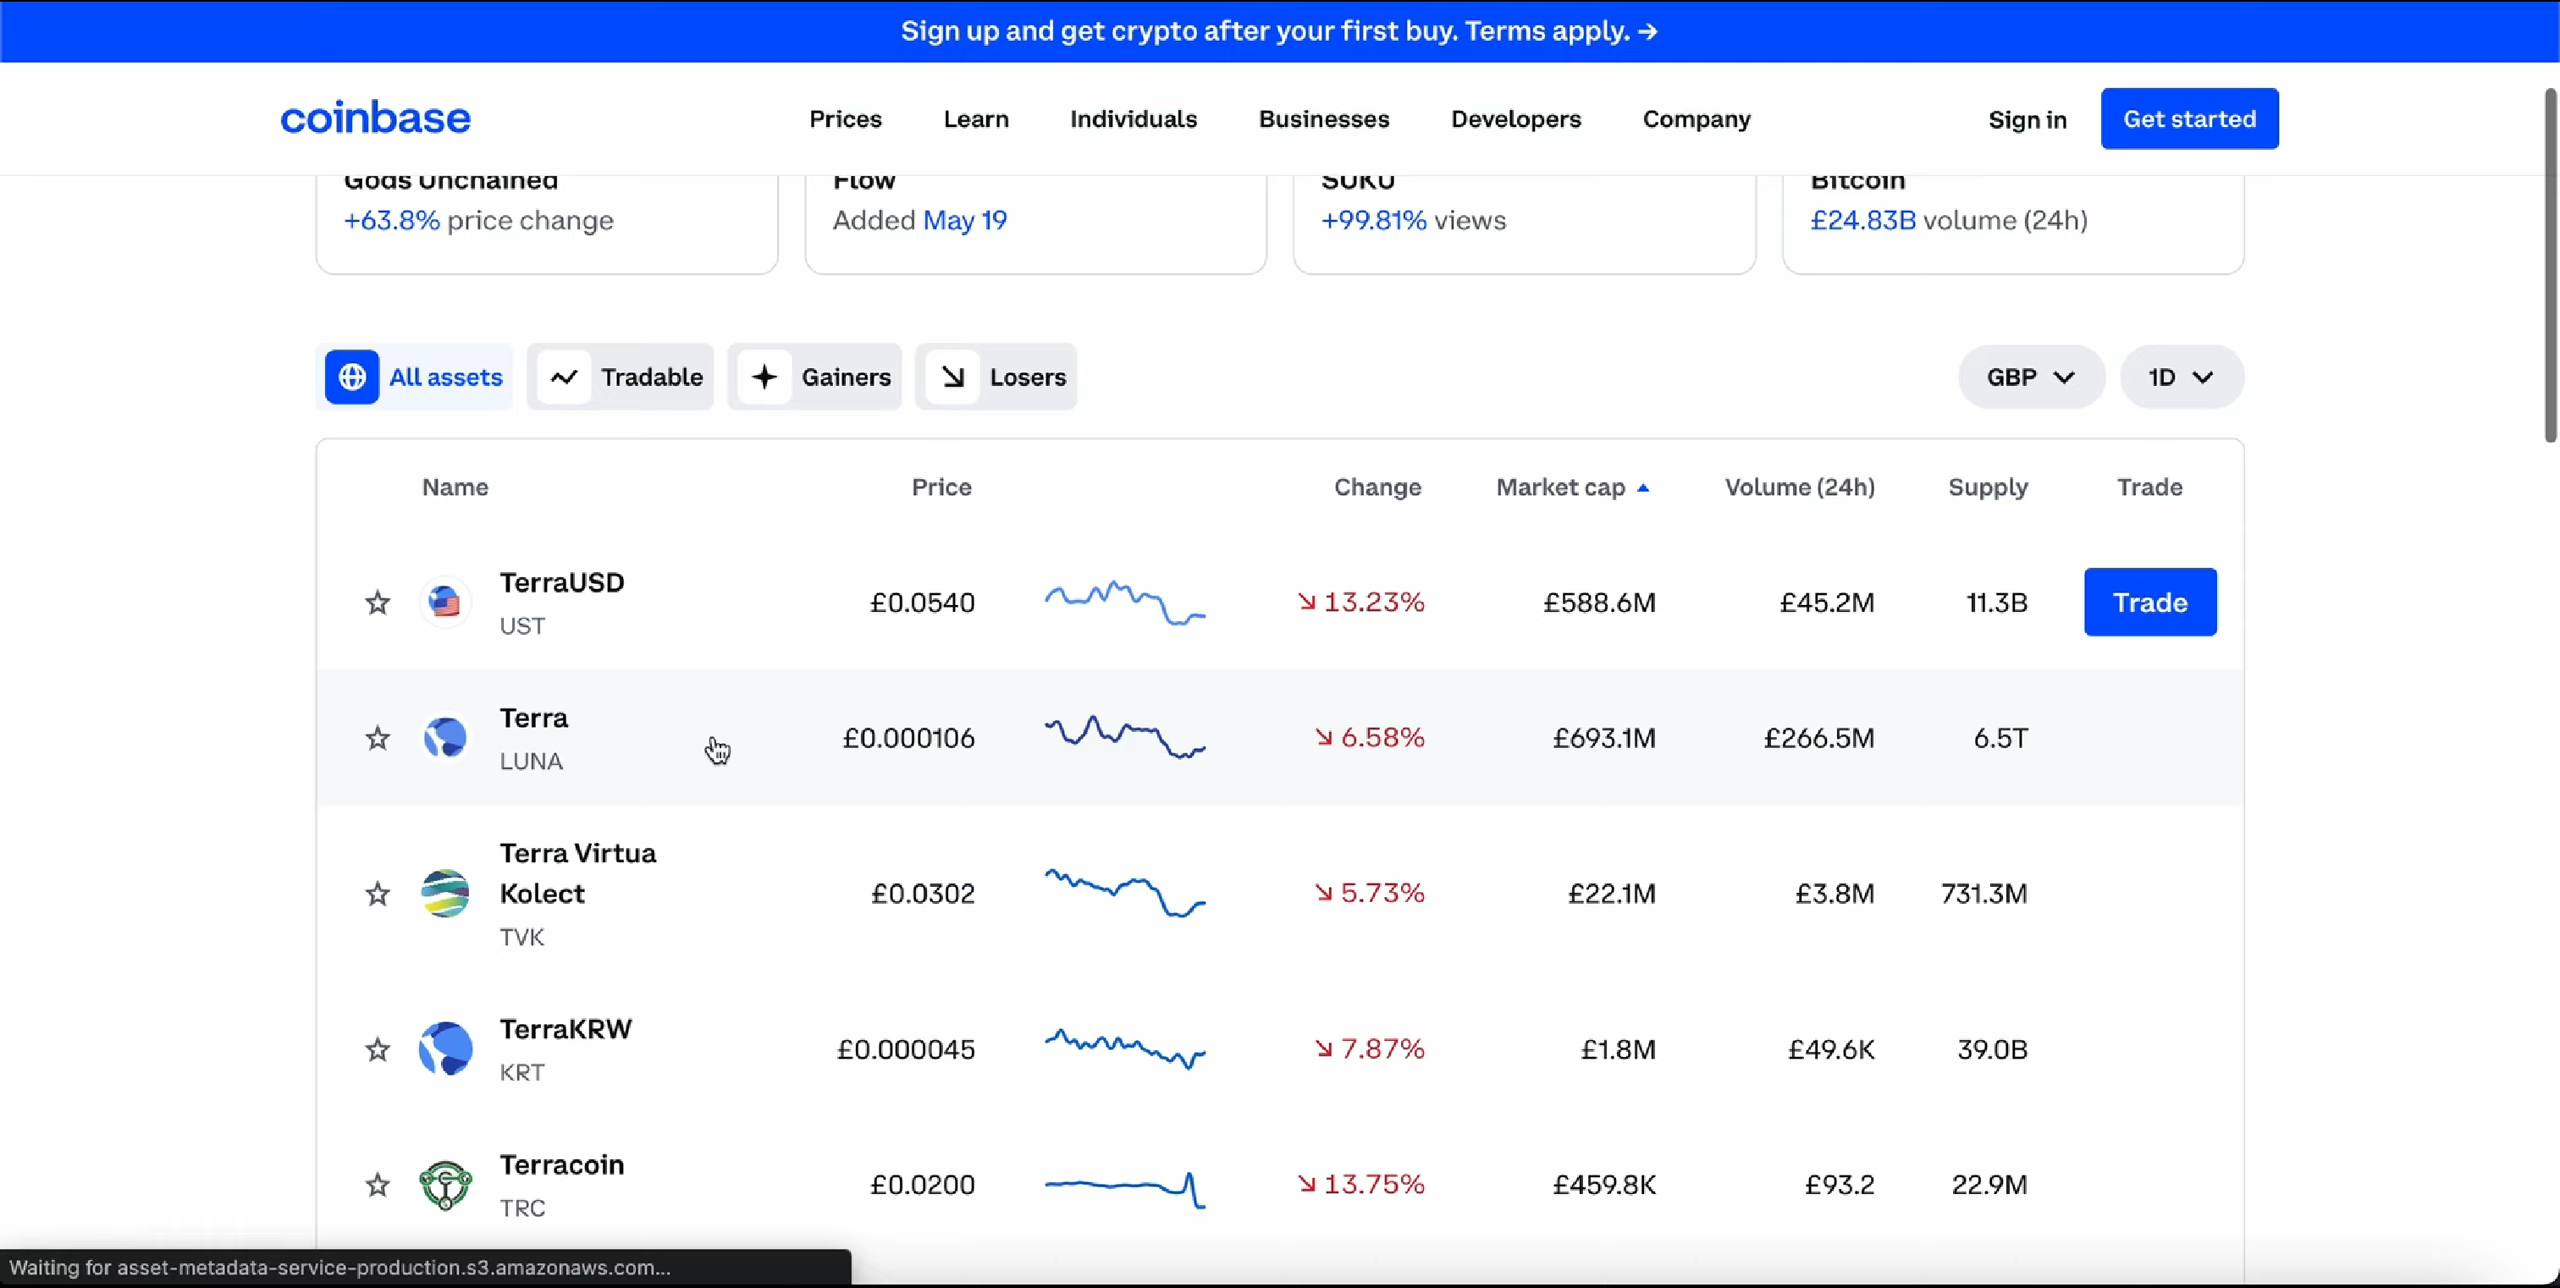 Sign up and get crypto after your first buy. Terms apply. →
coinbase
Prices Learn Individuals Businesses Developers Company Sign in Get started
Gods Unchained Flow SUKU Bitcoin
+63.8% price change Added May 19 +99.81% views £24.83B volume (24h)
All assets Tradable Gainers Losers GBP 1D
Name Price Change Market cap Volume (24h) Supply Trade
TerraUSD
UST £0.0540 13.23% £588.6M £45.2M 11.3B Trade
Terra
LUNA £0.000106 6.58% £693.1M £266.5M 6.5T
Terra Virtua
Kolect £0.0302 5.73% £22.1M £3.8M 731.3M
TVK
TerraKRW
KRT £0.000045 7.87% £1.8M £49.6K 39.0B
Terracoin
TRC £0.0200 13.75% £459.8K £93.2 22.9M
Waiting for asset-metadata-service-production.s3.amazonaws.com...